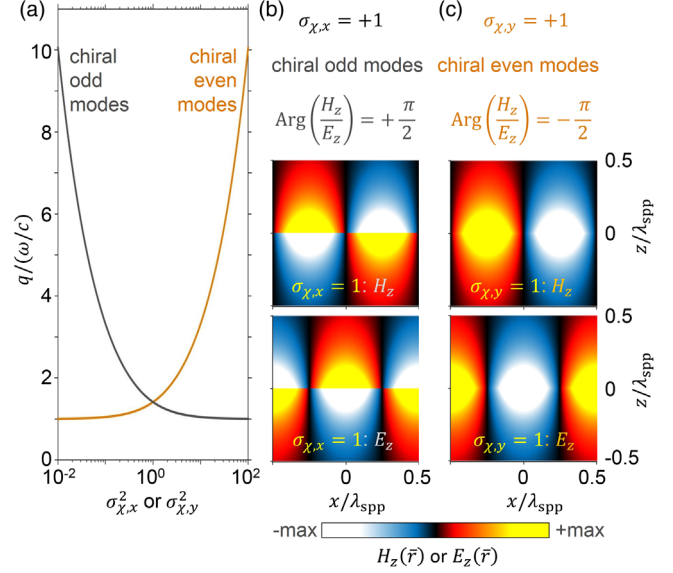 (a)
10
8
6
4
2
1
0
q/(ω/c)
chiral
odd
modes
chiral
even
modes
10⁻²
10⁰
10²
σ²χ,x or σ²χ,y
(b)
σχ,x = +1
chiral odd modes
Arg(Hz/Ez) = +π/2
σχ,x = 1: Hz
σχ,x = 1: Ez
-0.5
0
0.5
x/λspp
(c)
σχ,y = +1
chiral even modes
Arg(Hz/Ez) = −π/2
σχ,y = 1: Hz
σχ,y = 1: Ez
0
0.5
x/λspp
0.5
0
z/λspp
0.5
0
-0.5
z/λspp
-max
+max
Hz(r̄) or Ez(r̄)